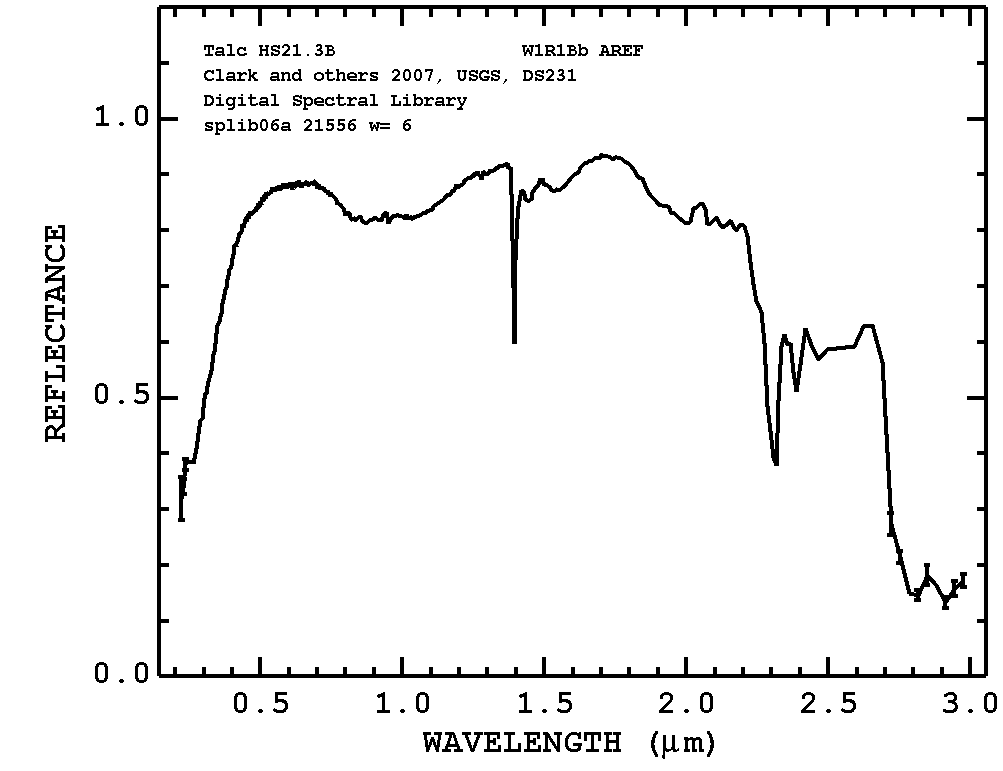 Talc HS21.3B W1R1Bb AREF
Clark and others 2007, USGS, DS231
Digital Spectral Library
splib06a 21556 w= 6
1.0
0.5
0.0
REFLECTANCE
0.5 1.0 1.5 2.0 2.5 3.0
WAVELENGTH (μm)